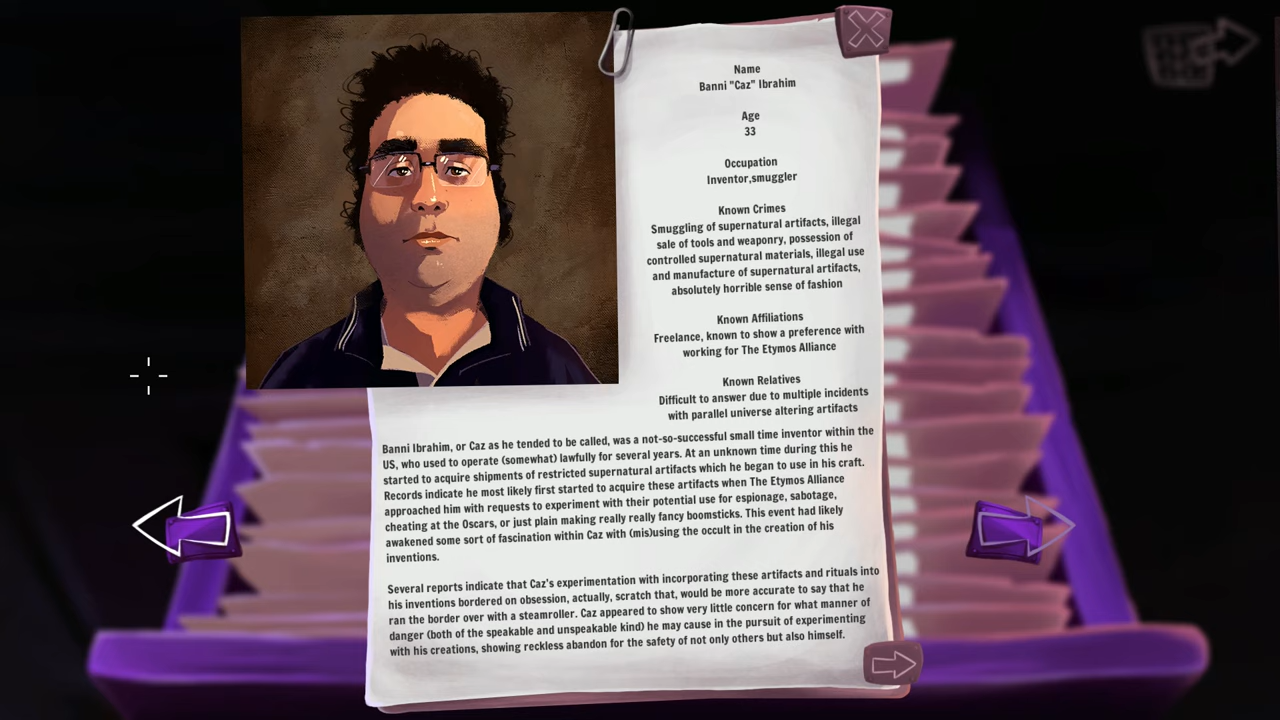 Name
Banni "Caz" Ibrahim
Age
33
Occupation
Inventor,smuggler
Known Crimes
Smuggling of supernatural artifacts, illegal
sale of tools and weaponry, possession of
controlled supernatural materials, illegal use
and manufacture of supernatural artifacts,
absolutely horrible sense of fashion
Known Affiliations
Freelance, known to show a preference with
working for The Etymos Alliance
Known Relatives
Difficult to answer due to multiple incidents
with parallel universe altering artifacts
Banni Ibrahim, or Caz as he tended to be called, was a not-so-successful small time inventor within the
US, who used to operate (somewhat) lawfully for several years. At an unknown time during this he
started to acquire shipments of restricted supernatural artifacts which he began to use in his craft.
Records indicate he most likely first started to acquire these artifacts when The Etymos Alliance
approached him with requests to experiment with their potential use for espionage, sabotage,
cheating at the Oscars, or just plain making really really fancy boomsticks. This event had likely
awakened some sort of fascination within Caz with (mis)using the occult in the creation of his
inventions.
Several reports indicate that Caz's experimentation with incorporating these artifacts and rituals into
his inventions bordered on obsession, actually, scratch that, would be more accurate to say that he
ran the border over with a steamroller. Caz appeared to show very little concern for what manner of
danger (both of the speakable and unspeakable kind) he may cause in the pursuit of experimenting
with his creations, showing reckless abandon for the safety of not only others but also himself.